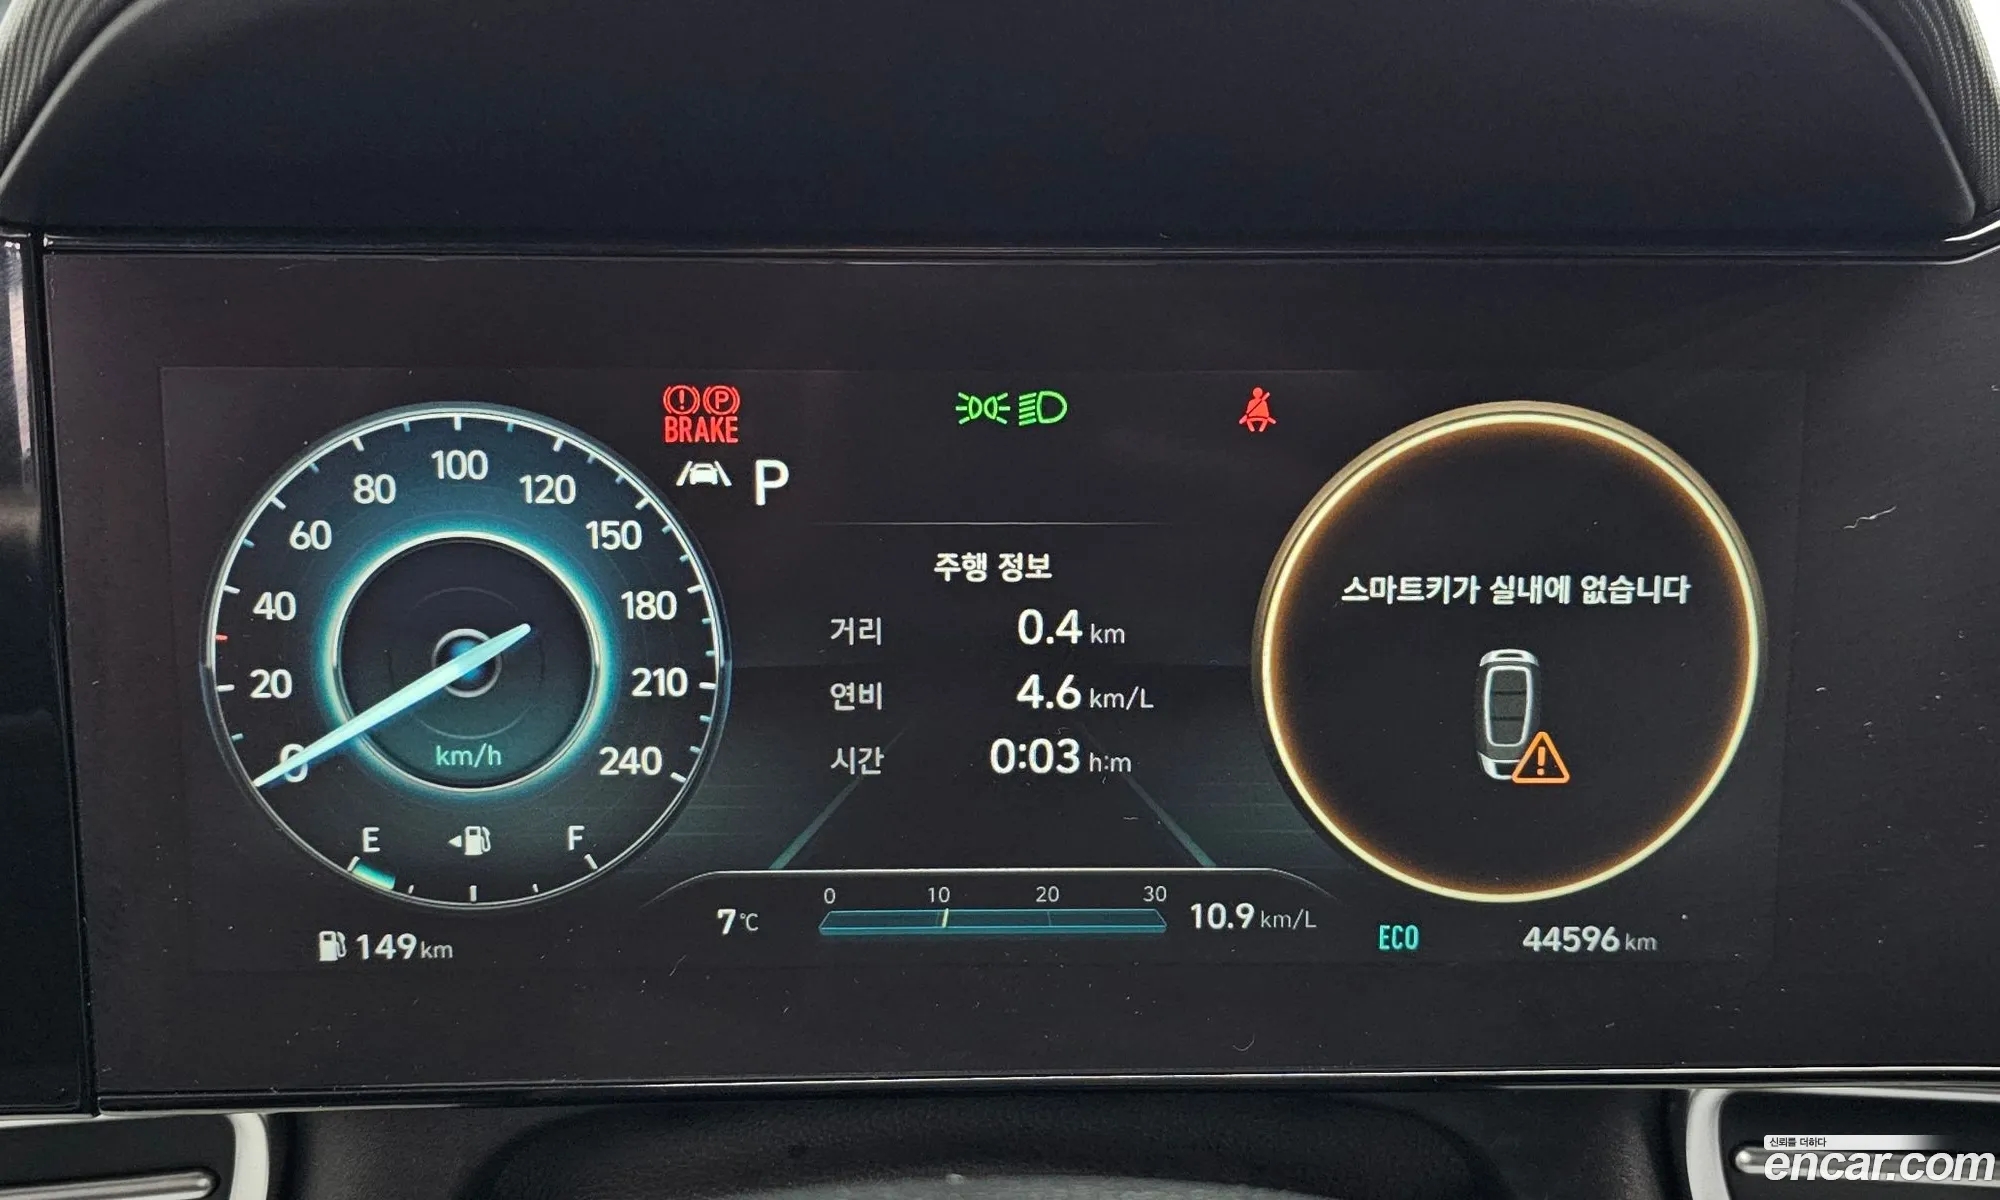 BRAKE
P
0
20
40
60
80
100
120
150
180
210
240
km/h
E F
149 km
주행 정보
거리 0.4 km
연비 4.6 km/L
시간 0:03 h:m
7°C
0 10 20 30
10.9 km/L
스마트키가 실내에 없습니다
ECO
44596 km
신뢰를 더하다
encar.com